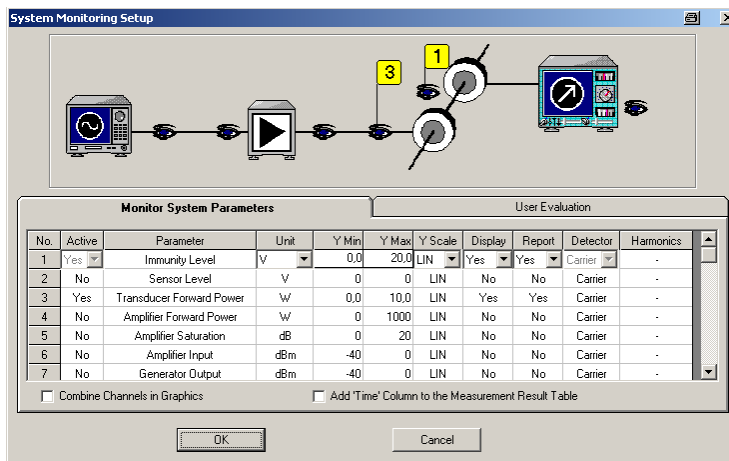 System Monitoring Setup
1
3
Monitor System Parameters User Evaluation
No. Active Parameter Unit Y Min Y Max Y Scale Display Report Detector Harmonics
1 Yes Immunity Level V 0,0 20,0 LIN Yes Yes Carrier -
2 No Sensor Level V 0 0 LIN No No Carrier -
3 Yes Transducer Forward Power W 0,0 10,0 LIN Yes Yes Carrier -
4 No Amplifier Forward Power W 0 1000 LIN No No Carrier -
5 No Amplifier Saturation dB 0 20 LIN No No Carrier -
6 No Amplifier Input dBm -40 0 LIN No No Carrier -
7 No Generator Output dBm -40 0 LIN No No Carrier -
Combine Channels in Graphics Add 'Time' Column to the Measurement Result Table
OK Cancel